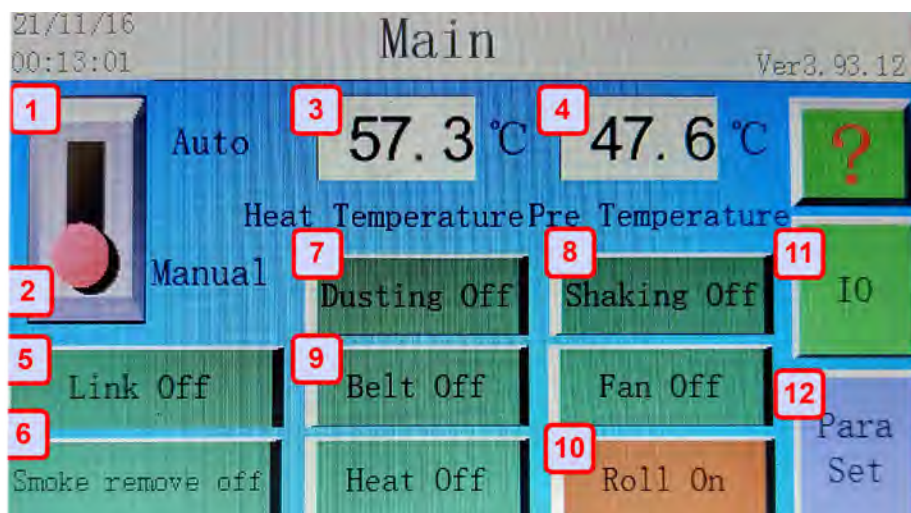 21/11/16
Main
00:13:01
Ver3.93.12
1
3
4
Auto
57.3 ℃
47.6 ℃
?
Heat Temperature
Pre Temperature
2
Manual
7
8
11
Dusting Off
Shaking Off
IO
5
9
12
Link Off
Belt Off
Fan Off
Para
Set
6
10
Smoke remove off
Heat Off
Roll On